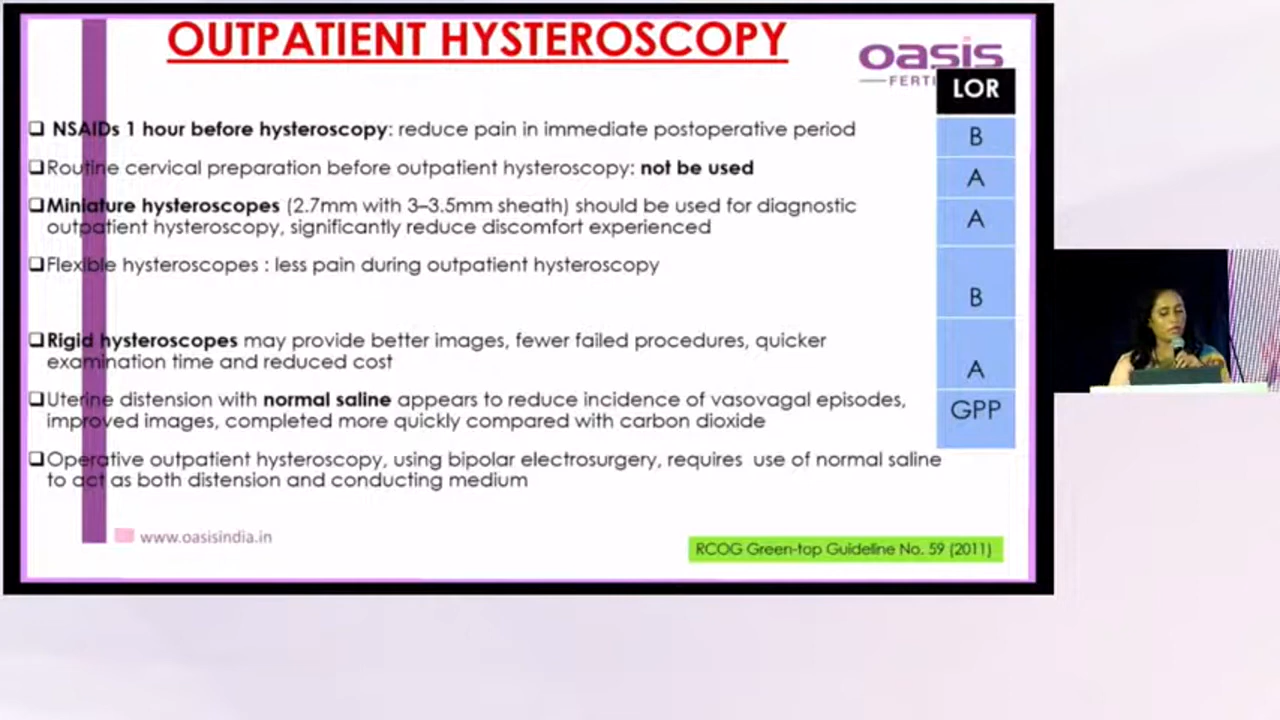 OUTPATIENT HYSTEROSCOPY
oasis
FERTI
LOR
❑ NSAIDs 1 hour before hysteroscopy: reduce pain in immediate postoperative period
B
❑Routine cervical preparation before outpatient hysteroscopy: not be used
A
❑Miniature hysteroscopes (2.7mm with 3–3.5mm sheath) should be used for diagnostic
outpatient hysteroscopy, significantly reduce discomfort experienced
A
❑Flexible hysteroscopes : less pain during outpatient hysteroscopy
B
❑Rigid hysteroscopes may provide better images, fewer failed procedures, quicker
examination time and reduced cost
A
❑Uterine distension with normal saline appears to reduce incidence of vasovagal episodes,
improved images, completed more quickly compared with carbon dioxide
GPP
❑Operative outpatient hysteroscopy, using bipolar electrosurgery, requires use of normal saline
to act as both distension and conducting medium
www.oasisindia.in
RCOG Green-top Guideline No. 59 (2011)